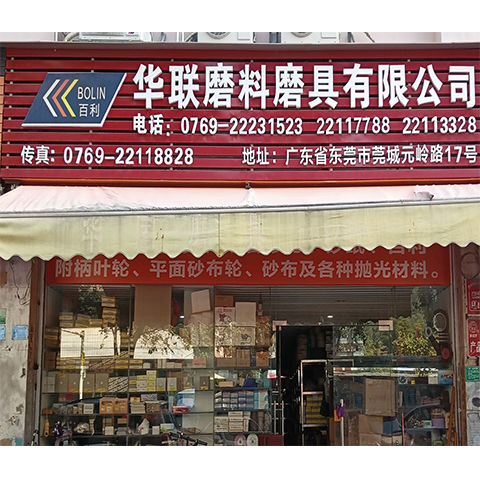 BOLIN
百利
华联磨料磨具有限公司
电话：0769-22231523 22117788 22113328
传真：0769-22118828 地址：广东省东莞市莞城元岭路17号
附柄叶轮、平面砂布轮、砂布及各种抛光材料。